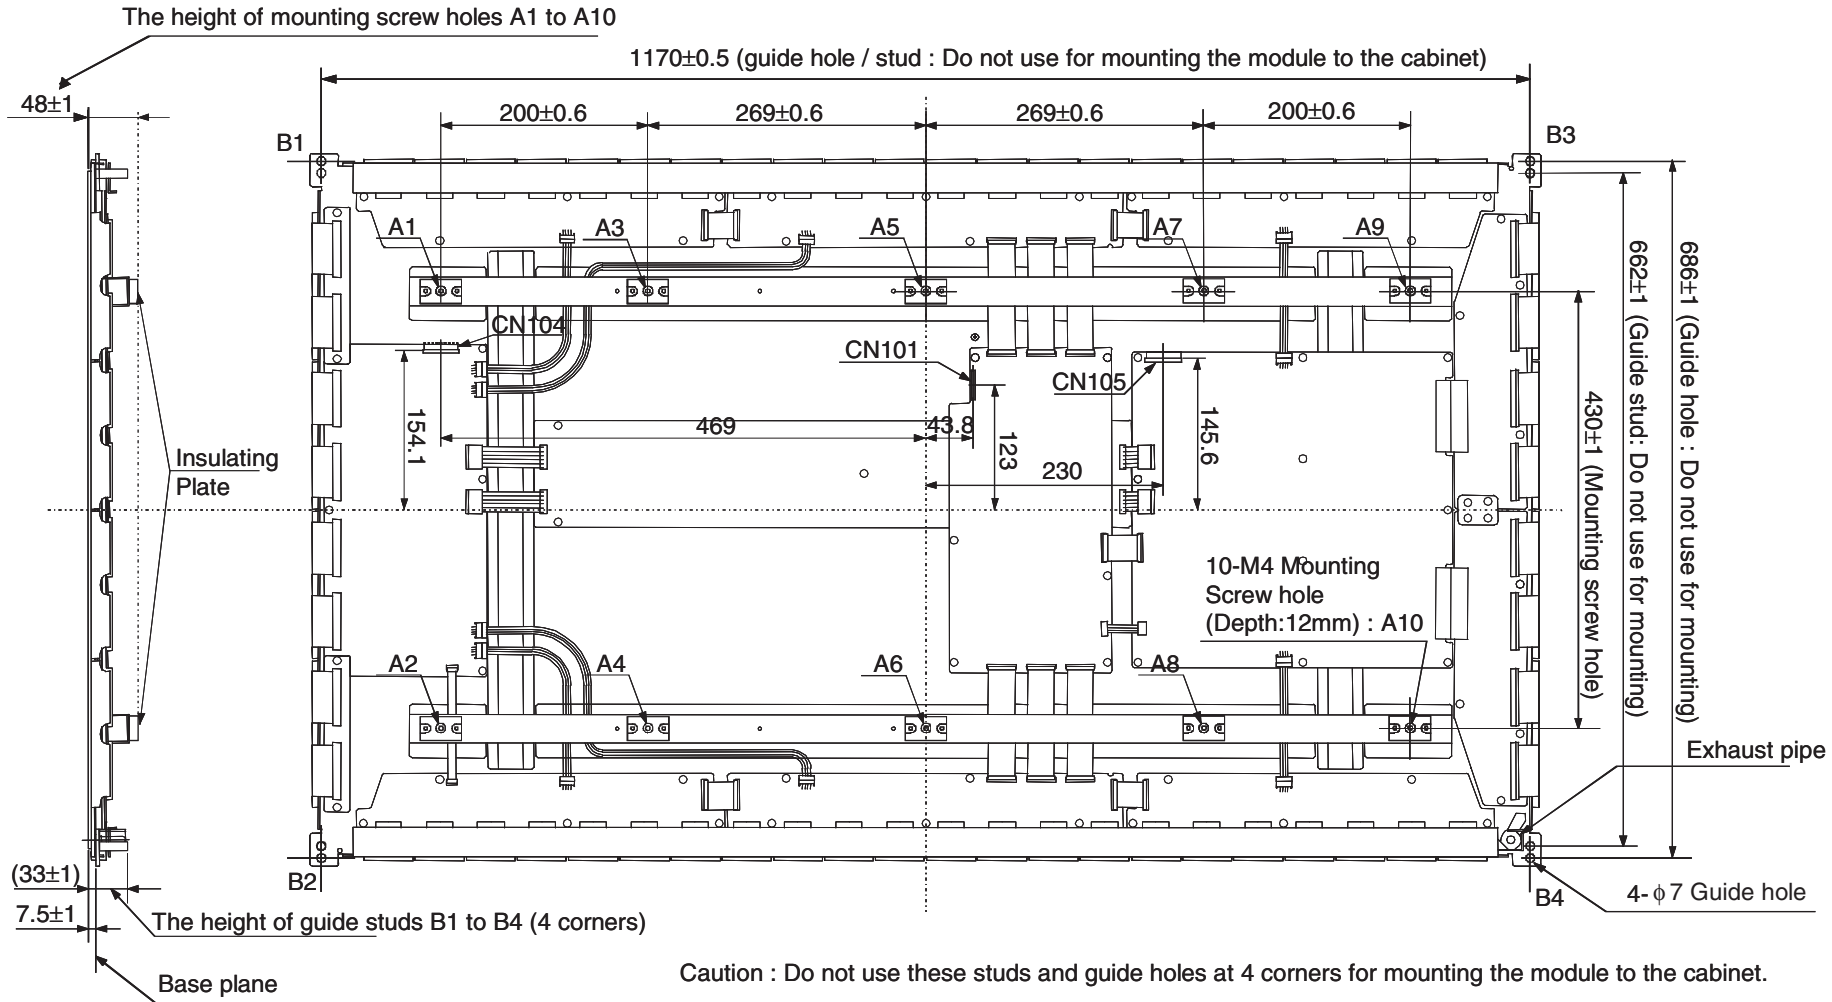 The height of mounting screw holes A1 to A10
1170±0.5 (guide hole / stud : Do not use for mounting the module to the cabinet)
48±1
200±0.6
269±0.6
269±0.6
200±0.6
B1
B3
A1
A3
A5
A7
A9
CN104
CN101
CN105
154.1
469
43.8
123
230
145.6
430±1 (Mounting screw hole)
662±1 (Guide stud: Do not use for mounting)
686±1 (Guide hole : Do not use for mounting)
Insulating
Plate
10-M4 Mounting
Screw hole
(Depth:12mm) : A10
A2
A4
A6
A8
Exhaust pipe
(33±1)
B2
B4
4-ϕ7 Guide hole
7.5±1
The height of guide studs B1 to B4 (4 corners)
Base plane
Caution : Do not use these studs and guide holes at 4 corners for mounting the module to the cabinet.